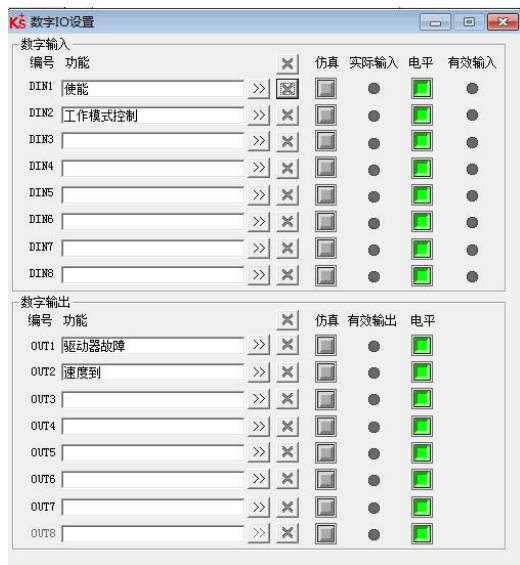 Kṡ 数字IO设置
数字输入
编号 功能 仿真 实际输入 电平 有效输入
DIN1 使能 >>
DIN2 工作模式控制 >>
DIN3 >>
DIN4 >>
DIN5 >>
DIN6 >>
DIN7 >>
DIN8 >>
数字输出
编号 功能 仿真 有效输出 电平
OUT1 驱动器故障 >>
OUT2 速度到 >>
OUT3 >>
OUT4 >>
OUT5 >>
OUT6 >>
OUT7 >>
OUT8 >>